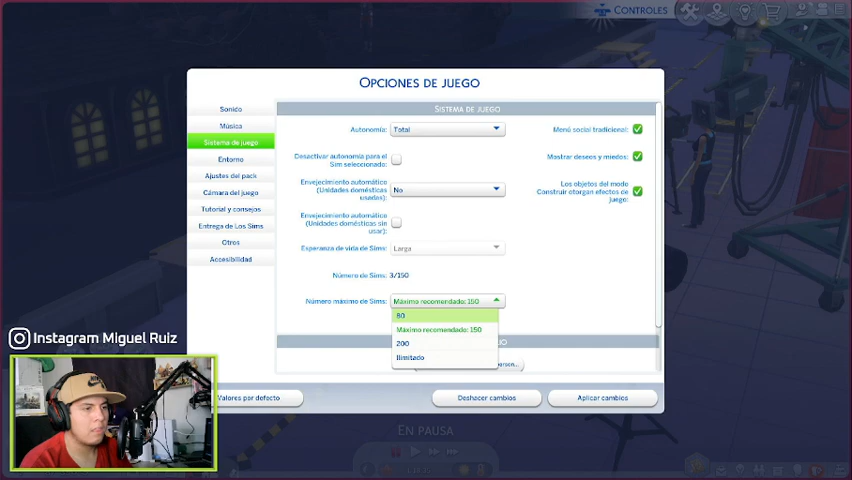 CONTROLES
OPCIONES DE JUEGO
Sonido
Música
Sistema de juego
Entorno
Ajustes del pack
Cámara del juego
Tutorial y consejos
Entrega de Los Sims
Otros
Accesibilidad
SISTEMA DE JUEGO
Autonomía: Total
Desactivar autonomía para el
Sim seleccionado:
Envejecimiento automático
(Unidades domésticas
usadas): No
Envejecimiento automático
(Unidades domésticas sin
usar):
Esperanza de vida de Sims: Larga
Número de Sims: 3/150
Número máximo de Sims: Máximo recomendado: 150
80
Máximo recomendado: 150
200
Ilimitado
Menú social tradicional:
Mostrar deseos y miedos:
Los objetos del modo
Construir otorgan efectos de
juego:
Valores por defecto
Deshacer cambios
Aplicar cambios
EN PAUSA
Instagram Miguel Ruiz